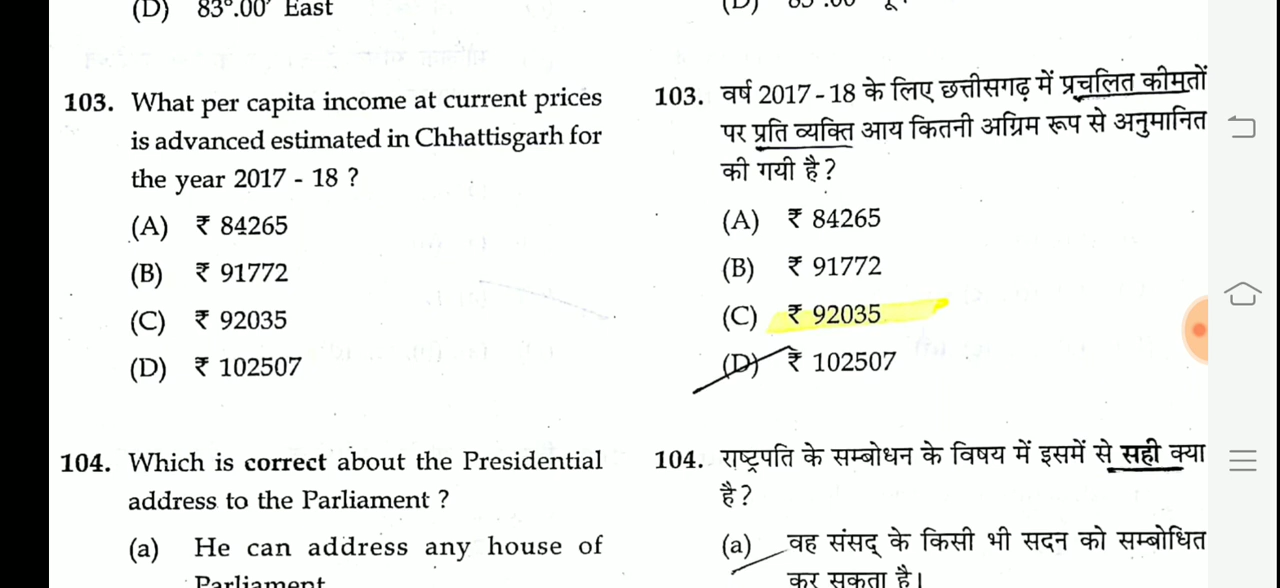 (D) 83°.00' East
103. What per capita income at current prices
is advanced estimated in Chhattisgarh for
the year 2017 - 18 ?
(A) ₹ 84265
(B) ₹ 91772
(C) ₹ 92035
(D) ₹ 102507
104. Which is correct about the Presidential
address to the Parliament ?
(a) He can address any house of
Parliament
103. वर्ष 2017 - 18 के लिए छत्तीसगढ़ में प्रचलित कीमतों
पर प्रति व्यक्ति आय कितनी अग्रिम रूप से अनुमानित
की गयी है ?
(A) ₹ 84265
(B) ₹ 91772
(C) ₹ 92035
(D) ₹ 102507
104. राष्ट्रपति के सम्बोधन के विषय में इसमें से सही क्या
है ?
(a) वह संसद् के किसी भी सदन को सम्बोधित
कर सकता है।